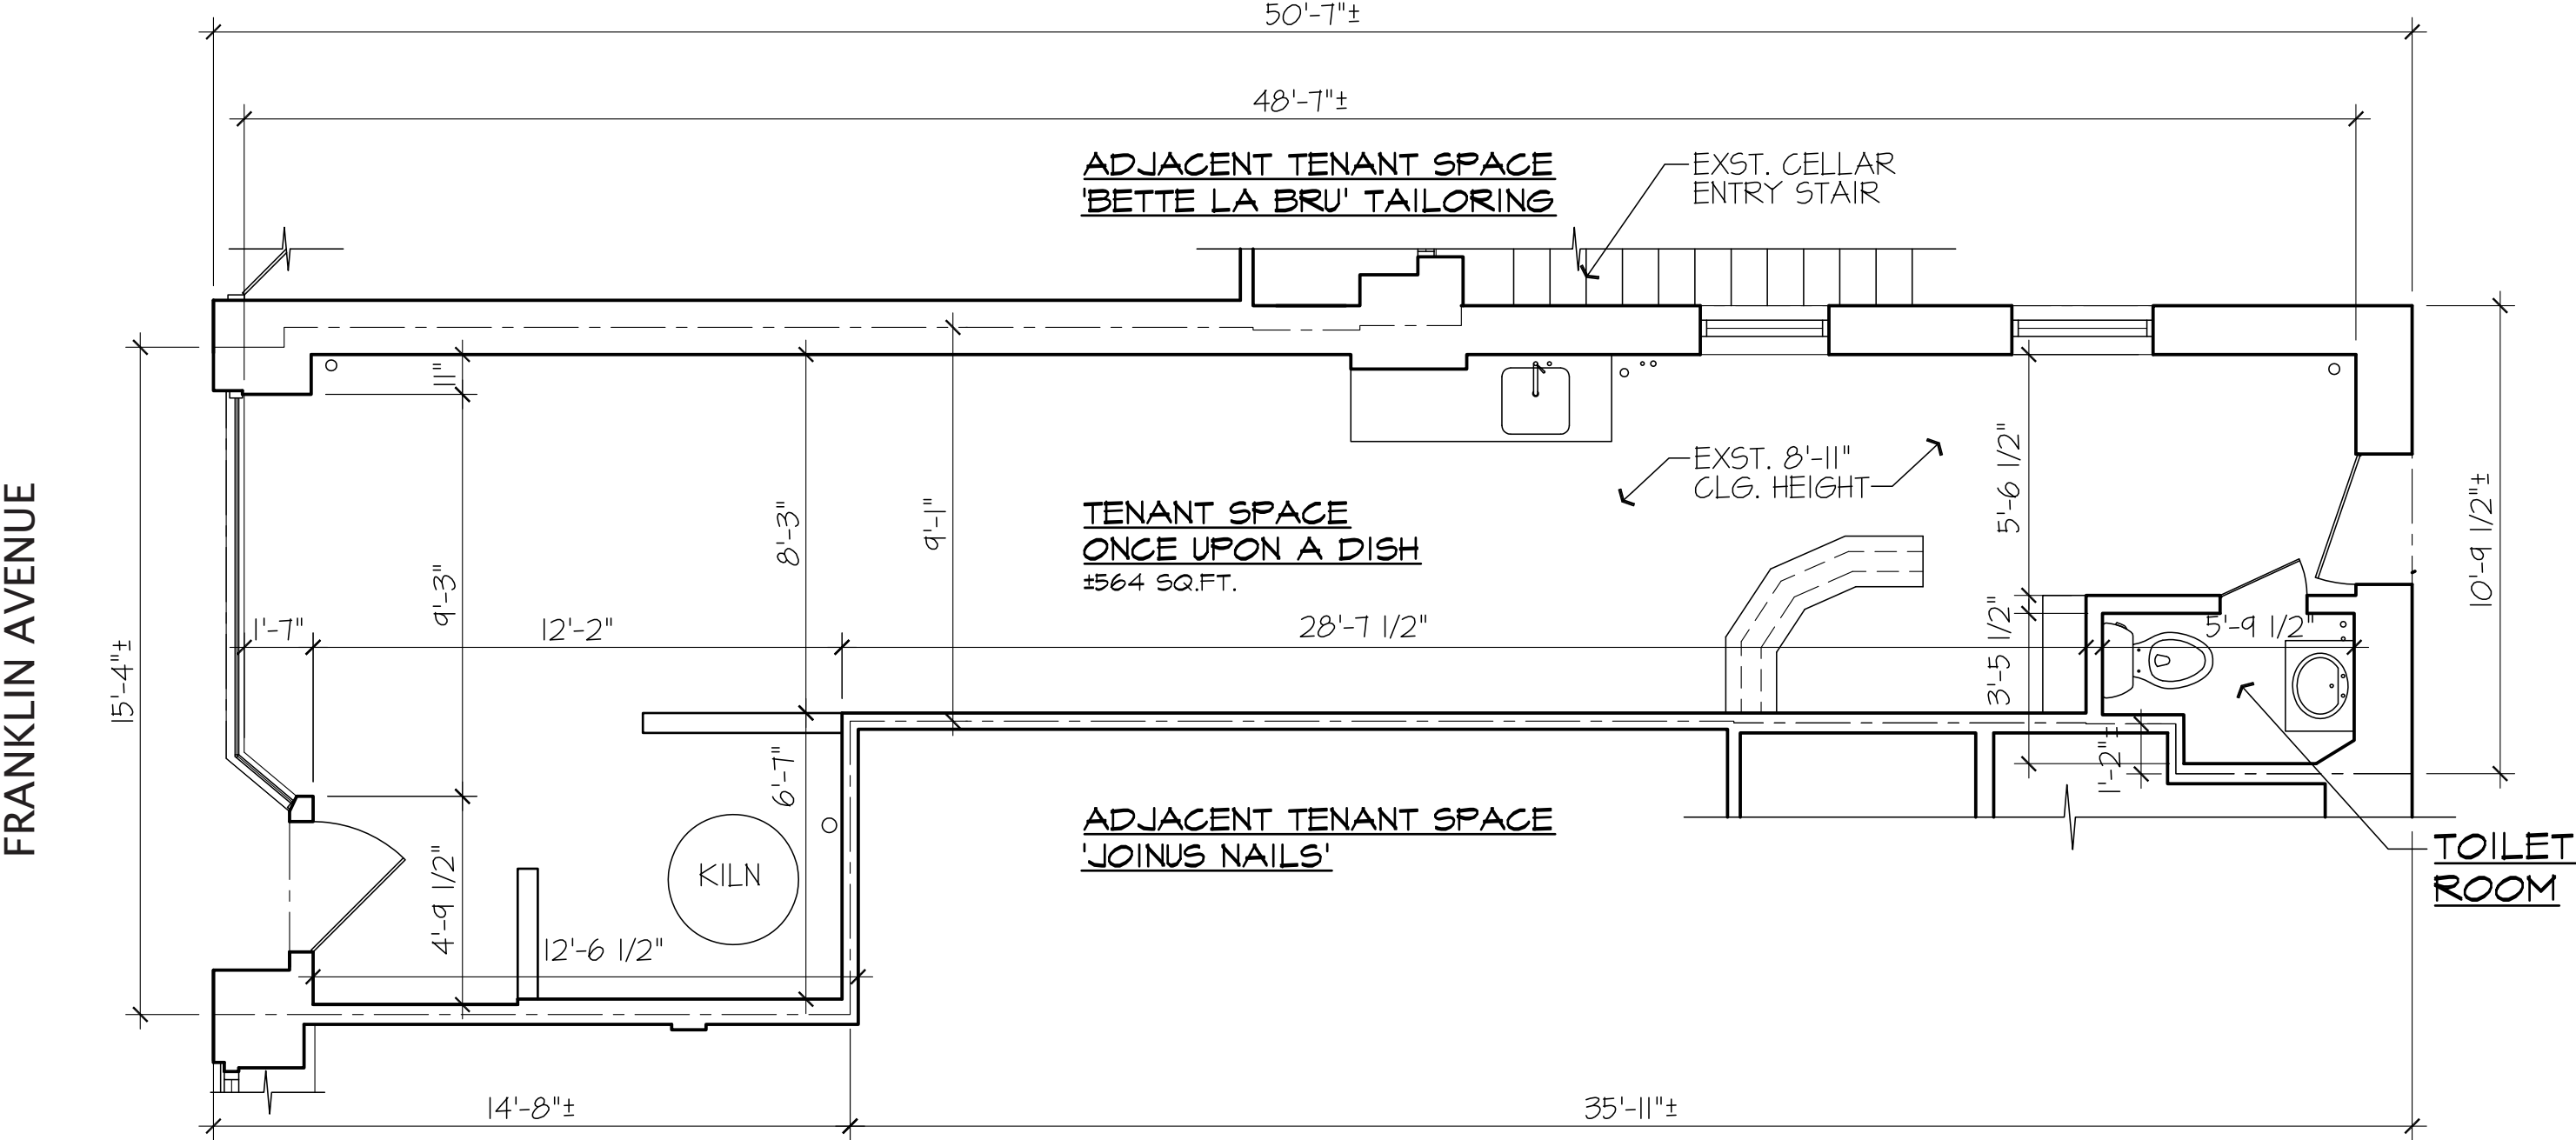 50'-7"±
48'-7"±
ADJACENT TENANT SPACE
'BETTE LA BRU' TAILORING
EXST. CELLAR
ENTRY STAIR
11"
EXST. 8'-11"
CLG. HEIGHT
5'-6 1/2"
10'-9 1/2"±
FRANKLIN AVENUE
15'-4"±
9'-3"
8'-3"
9'-1"
TENANT SPACE
ONCE UPON A DISH
±564 SQ.FT.
1'-7"
12'-2"
28'-7 1/2"
3'-5 1/2"
5'-9 1/2"
1'-2"±
6'-7"
4'-9 1/2"
KILN
12'-6 1/2"
ADJACENT TENANT SPACE
'JOINUS NAILS'
TOILET
ROOM
14'-8"±
35'-11"±